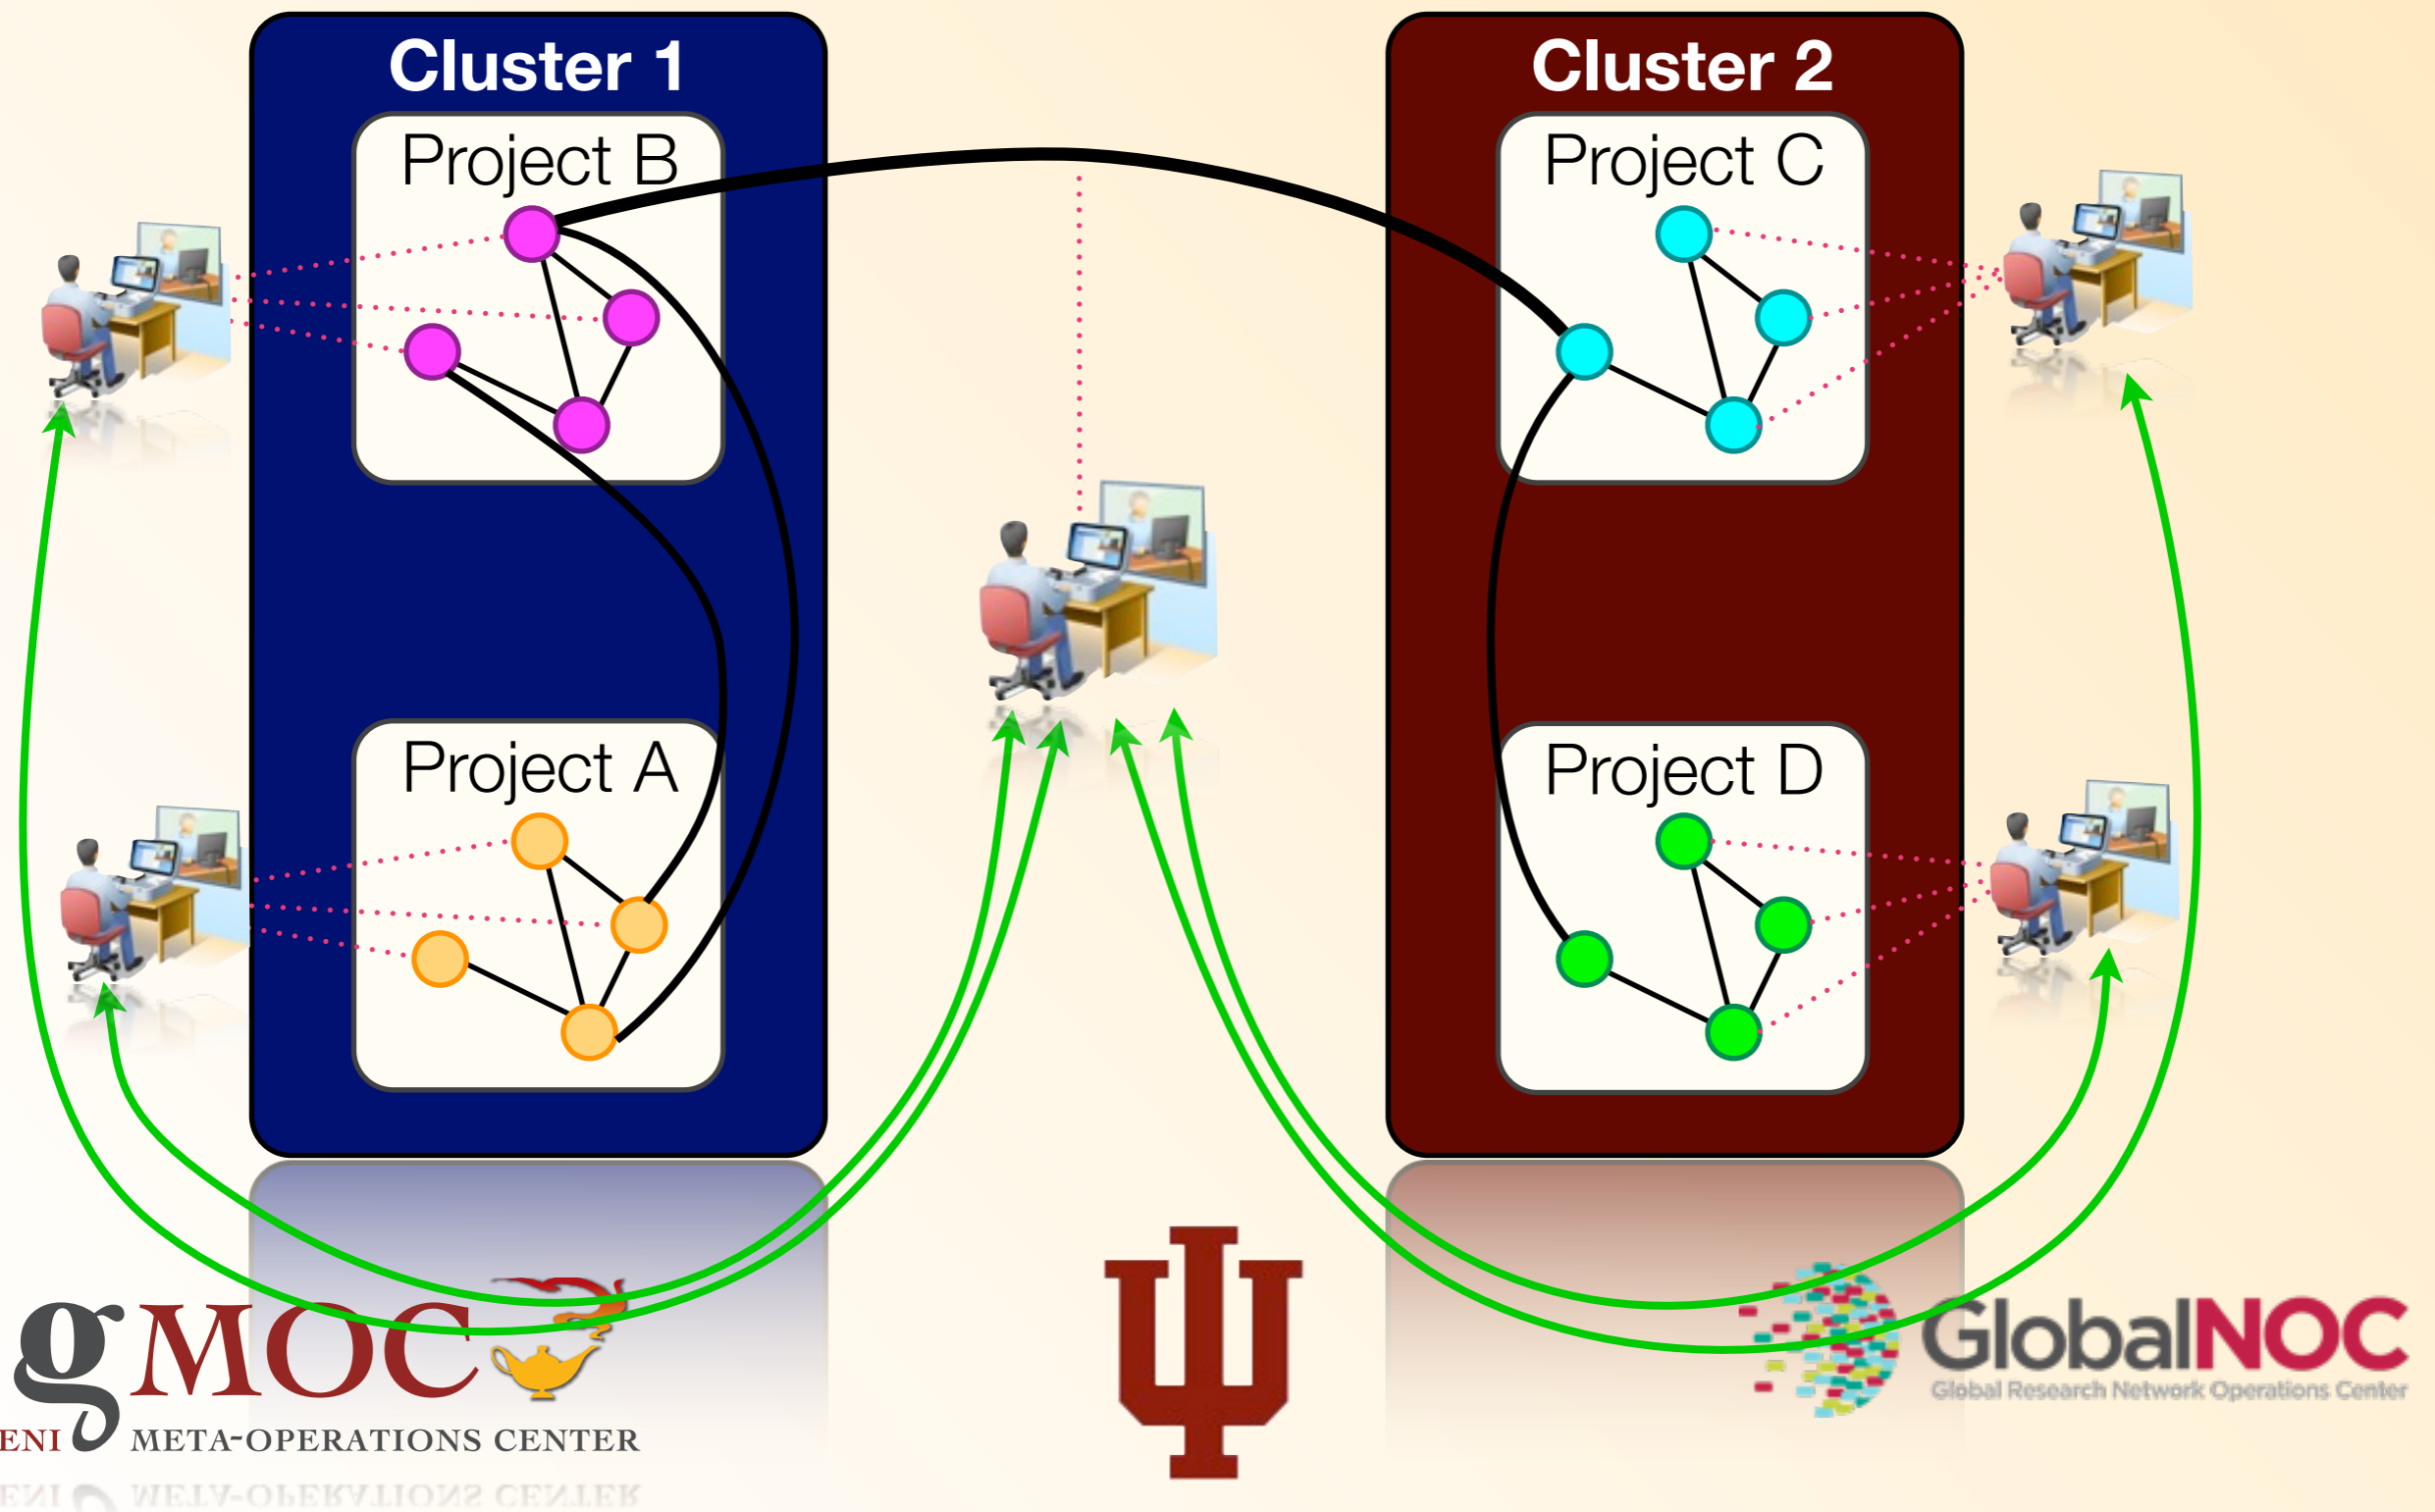 Cluster 1
Cluster 2
Project B
Project C
Project A
Project D
gMOC
ENI META-OPERATIONS CENTER
GlobalNOC
Global Research Network Operations Center